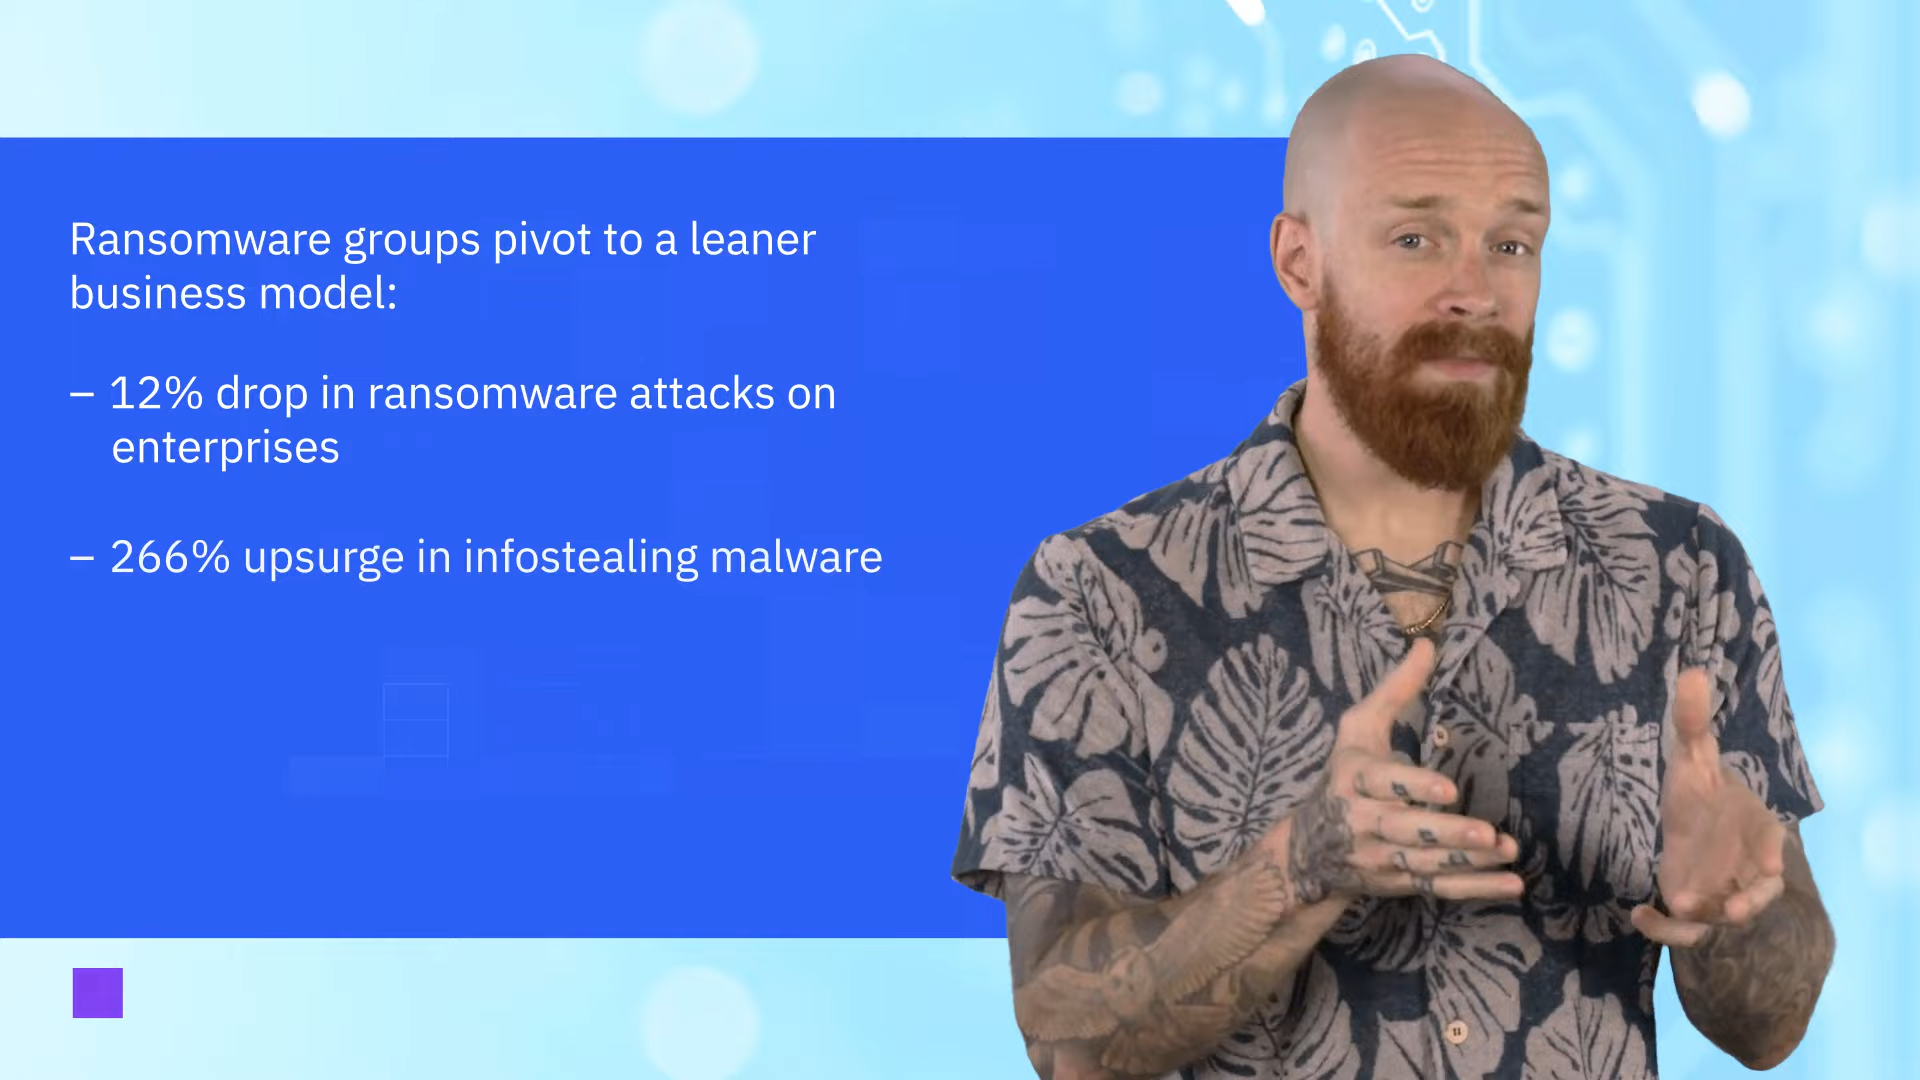 Ransomware groups pivot to a leaner
business model:
– 12% drop in ransomware attacks on
enterprises
– 266% upsurge in infostealing malware